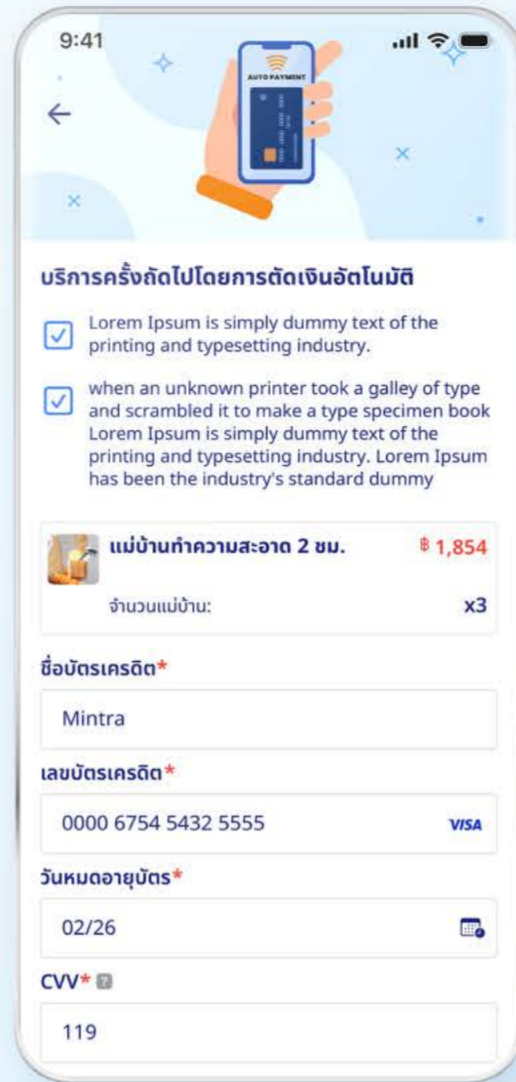 9:41
AUTO PAYMENT
บริการครั้งถัดไปโดยการตัดเงินอัตโนมัติ
Lorem Ipsum is simply dummy text of the
printing and typesetting industry.
when an unknown printer took a galley of type
and scrambled it to make a type specimen book
Lorem Ipsum is simply dummy text of the
printing and typesetting industry. Lorem Ipsum
has been the industry's standard dummy
แม่บ้านทำความสะอาด 2 ชม. ฿ 1,854
จำนวนแม่บ้าน: x3
ชื่อบัตรเครดิต*
Mintra
เลขบัตรเครดิต*
0000 6754 5432 5555 VISA
วันหมดอายุบัตร*
02/26
CVV* ?
119